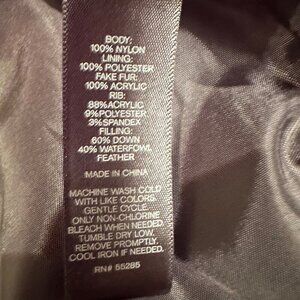 BODY:
100% NYLON
LINING:
100% POLYESTER
FAKE FUR:
100% ACRYLIC
RIB:
88%ACRYLIC
9%POLYESTER
3%SPANDEX
FILLING:
60% DOWN
40% WATERFOWL
FEATHER
MADE IN CHINA
MACHINE WASH COLD
WITH LIKE COLORS.
GENTLE CYCLE.
ONLY NON-CHLORINE
BLEACH WHEN NEEDED.
TUMBLE DRY LOW.
REMOVE PROMPTLY.
COOL IRON IF NEEDED.
RN# 55285